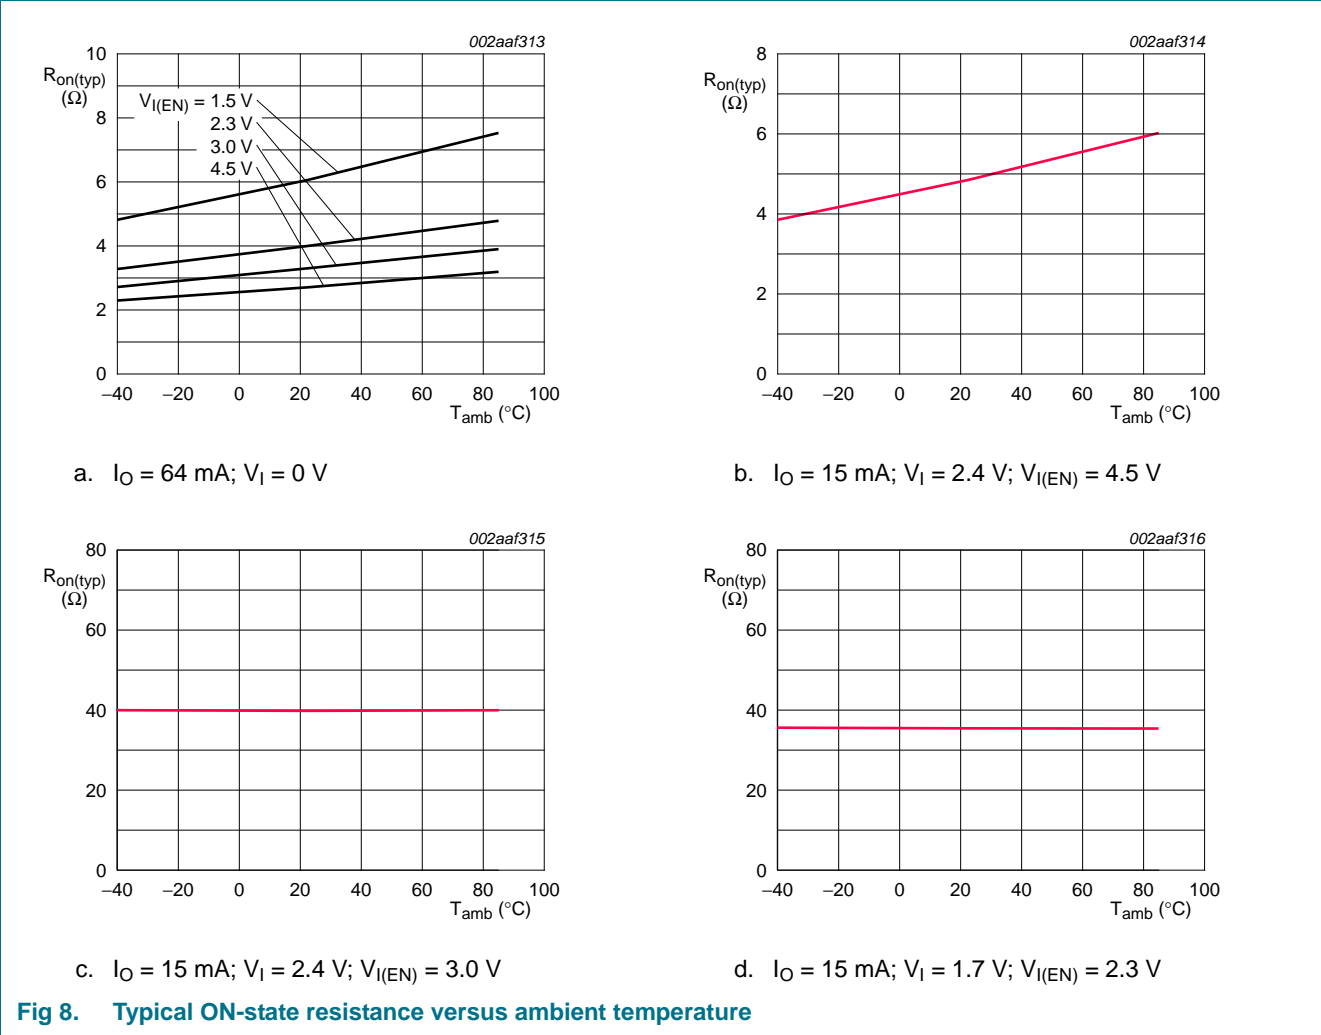 002aaf313
10
8
6
4
2
0
Ron(typ)
(Ω)
VI(EN) = 1.5 V
2.3 V
3.0 V
4.5 V
−40 −20 0 20 40 60 80 100
Tamb (°C)
a. IO = 64 mA; VI = 0 V
002aaf314
8
6
4
2
0
Ron(typ)
(Ω)
−40 −20 0 20 40 60 80 100
Tamb (°C)
b. IO = 15 mA; VI = 2.4 V; VI(EN) = 4.5 V
002aaf315
80
60
40
20
0
Ron(typ)
(Ω)
−40 −20 0 20 40 60 80 100
Tamb (°C)
c. IO = 15 mA; VI = 2.4 V; VI(EN) = 3.0 V
002aaf316
80
60
40
20
0
Ron(typ)
(Ω)
−40 −20 0 20 40 60 80 100
Tamb (°C)
d. IO = 15 mA; VI = 1.7 V; VI(EN) = 2.3 V
Fig 8. Typical ON-state resistance versus ambient temperature